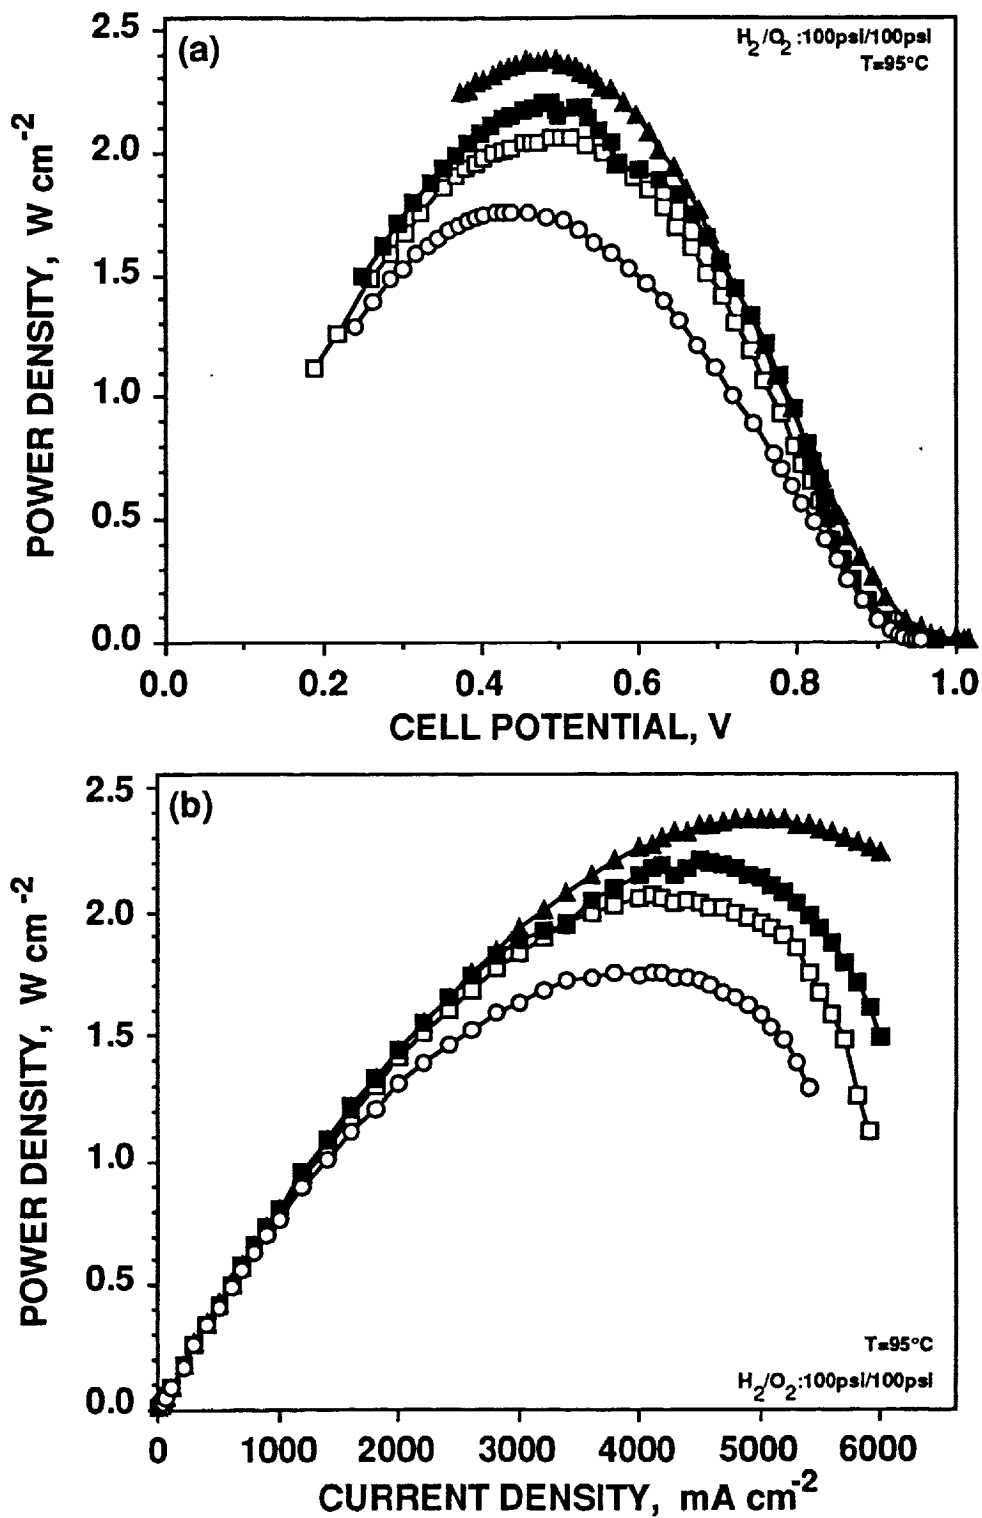 (a)
H2/O2 :100psi/100psi
T=95°C
2.5
2.0
1.5
1.0
0.5
0.0
POWER DENSITY, W cm-2
0.0 0.2 0.4 0.6 0.8 1.0
CELL POTENTIAL, V
(b)
2.5
2.0
1.5
1.0
0.5
0.0
POWER DENSITY, W cm-2
T=95°C
H2/O2:100psi/100psi
0 1000 2000 3000 4000 5000 6000
CURRENT DENSITY, mA cm-2